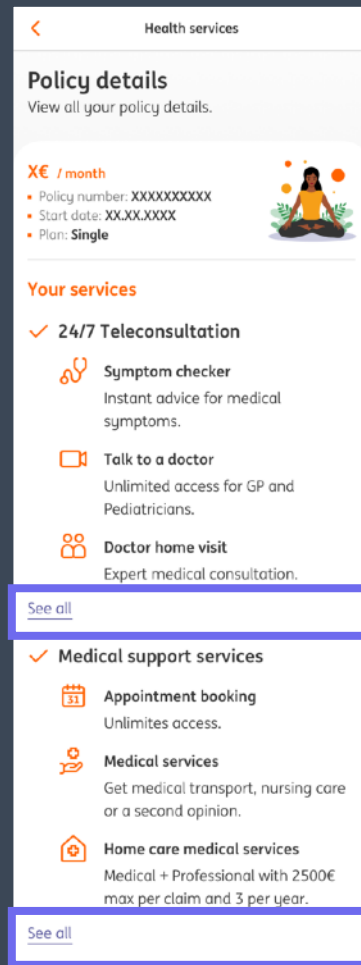 Health services
Policy details
View all your policy details.
X€ / month
Policy number: XXXXXXXXXX
Start date: XX.XX.XXXX
Plan: Single
Your services
24/7 Teleconsultation
Symptom checker
Instant advice for medical
symptoms.
Talk to a doctor
Unlimited access for GP and
Pediatricians.
Doctor home visit
Expert medical consultation.
See all
Medical support services
31
Appointment booking
Unlimites access.
Medical services
Get medical transport, nursing care
or a second opinion.
Home care medical services
Medical + Professional with 2500€
max per claim and 3 per year.
See all